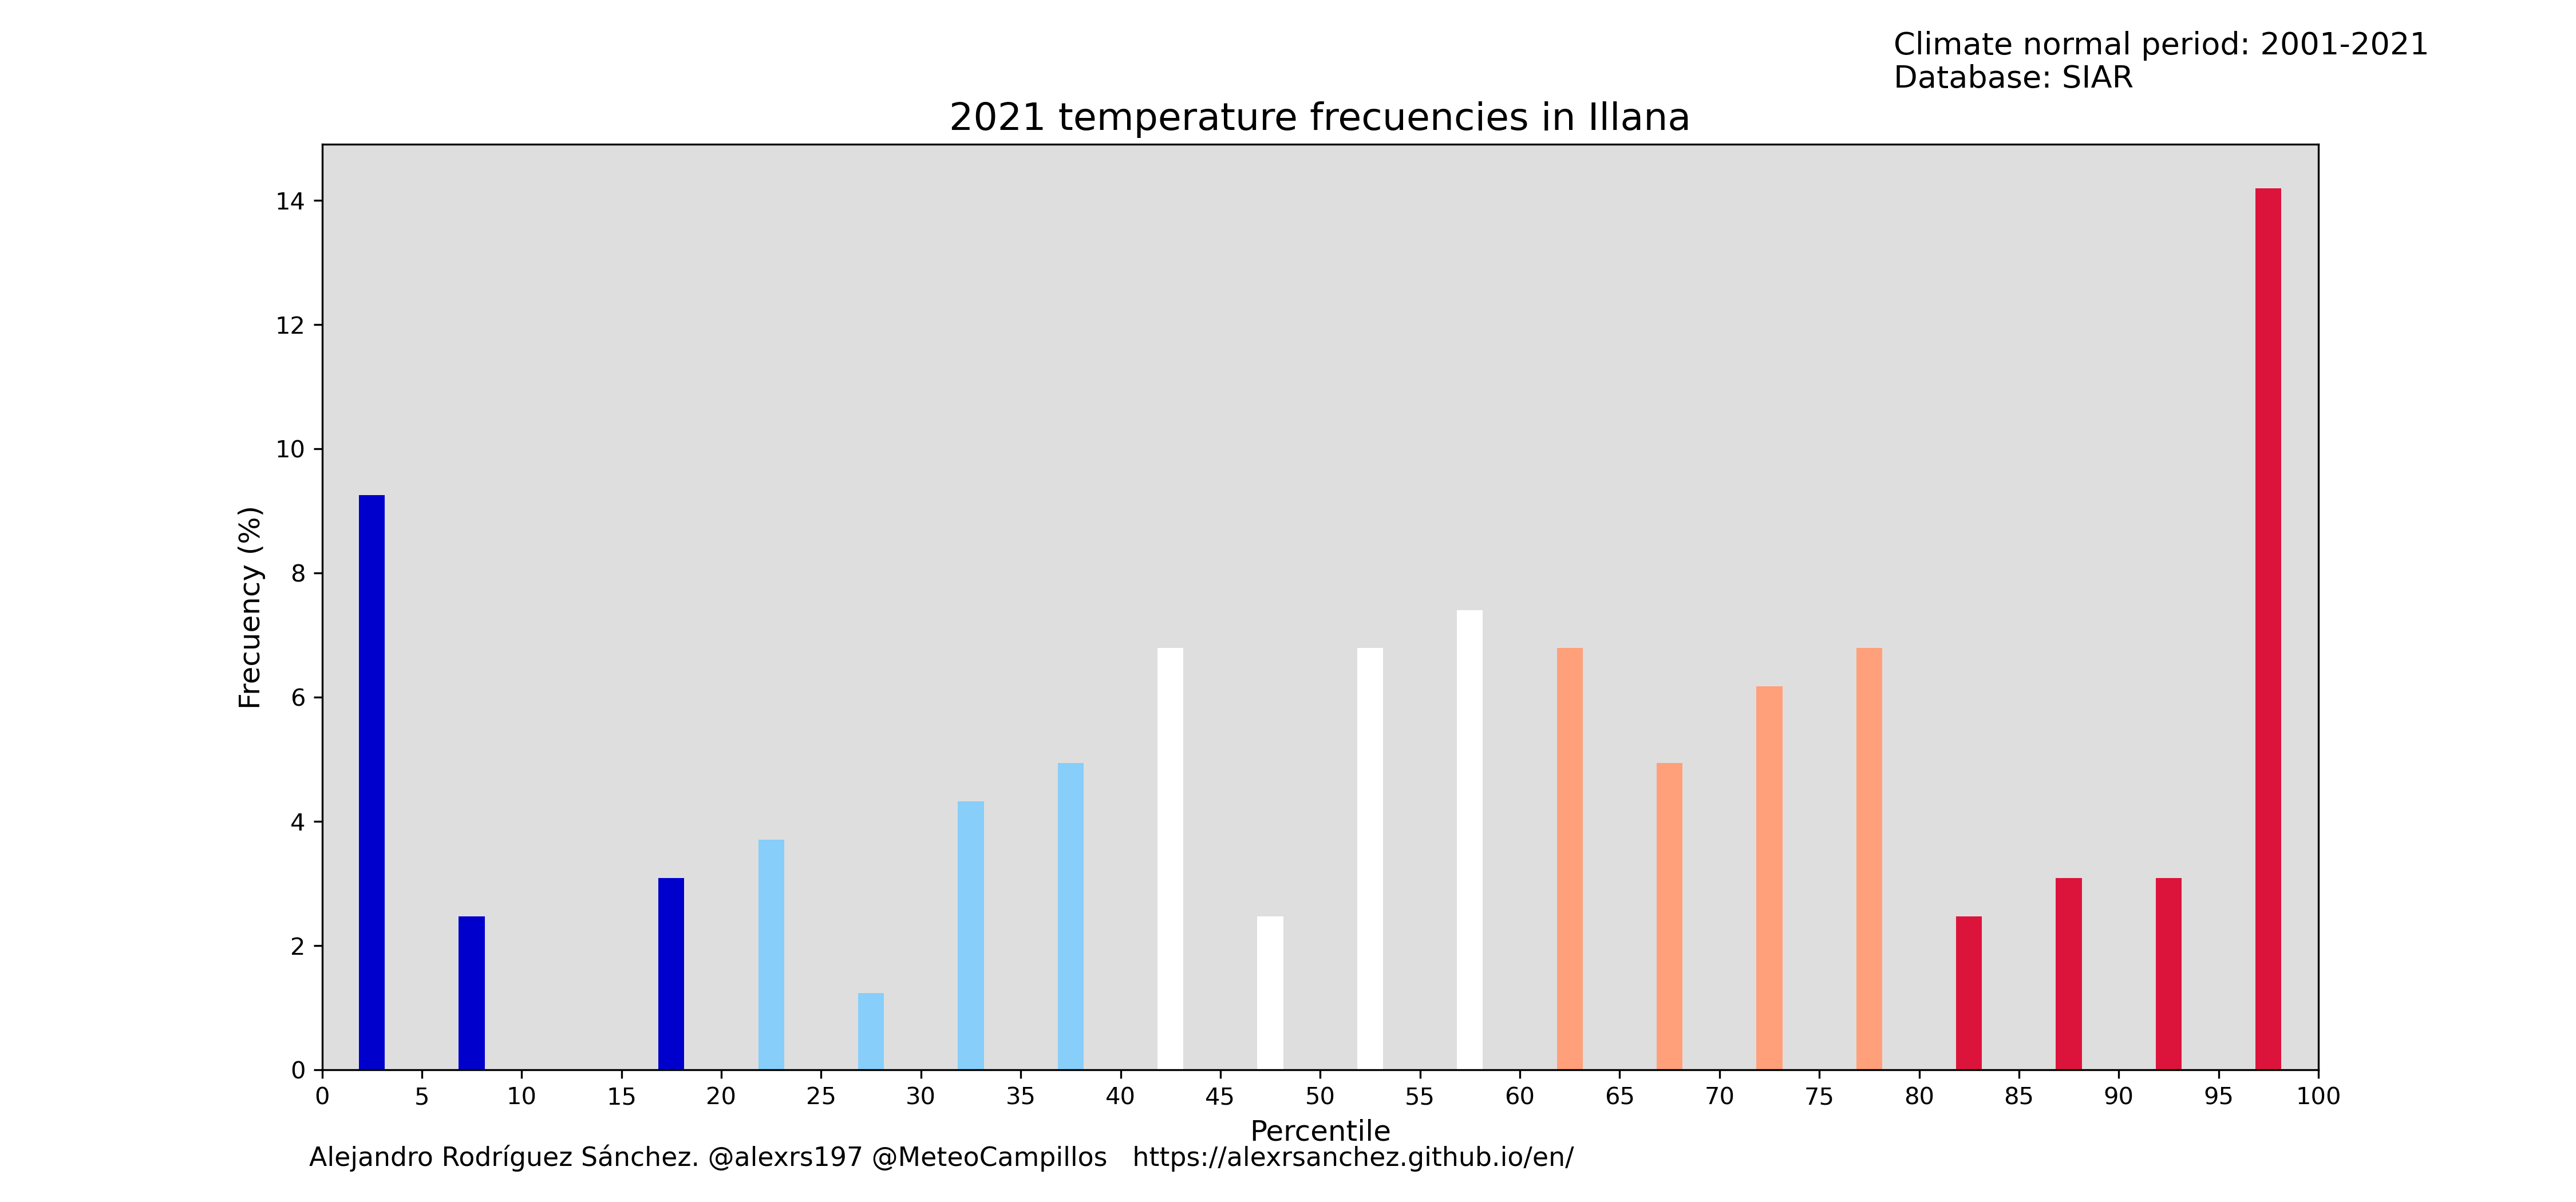 Climate normal period: 2001-2021
Database: SIAR
2021 temperature frecuencies in Illana
14
12
10
8
6
4
2
0
Frecuency (%)
0 5 10 15 20 25 30 35 40 45 50 55 60 65 70 75 80 85 90 95 100
Percentile
Alejandro Rodríguez Sánchez. @alexrs197 @MeteoCampillos https://alexrsanchez.github.io/en/